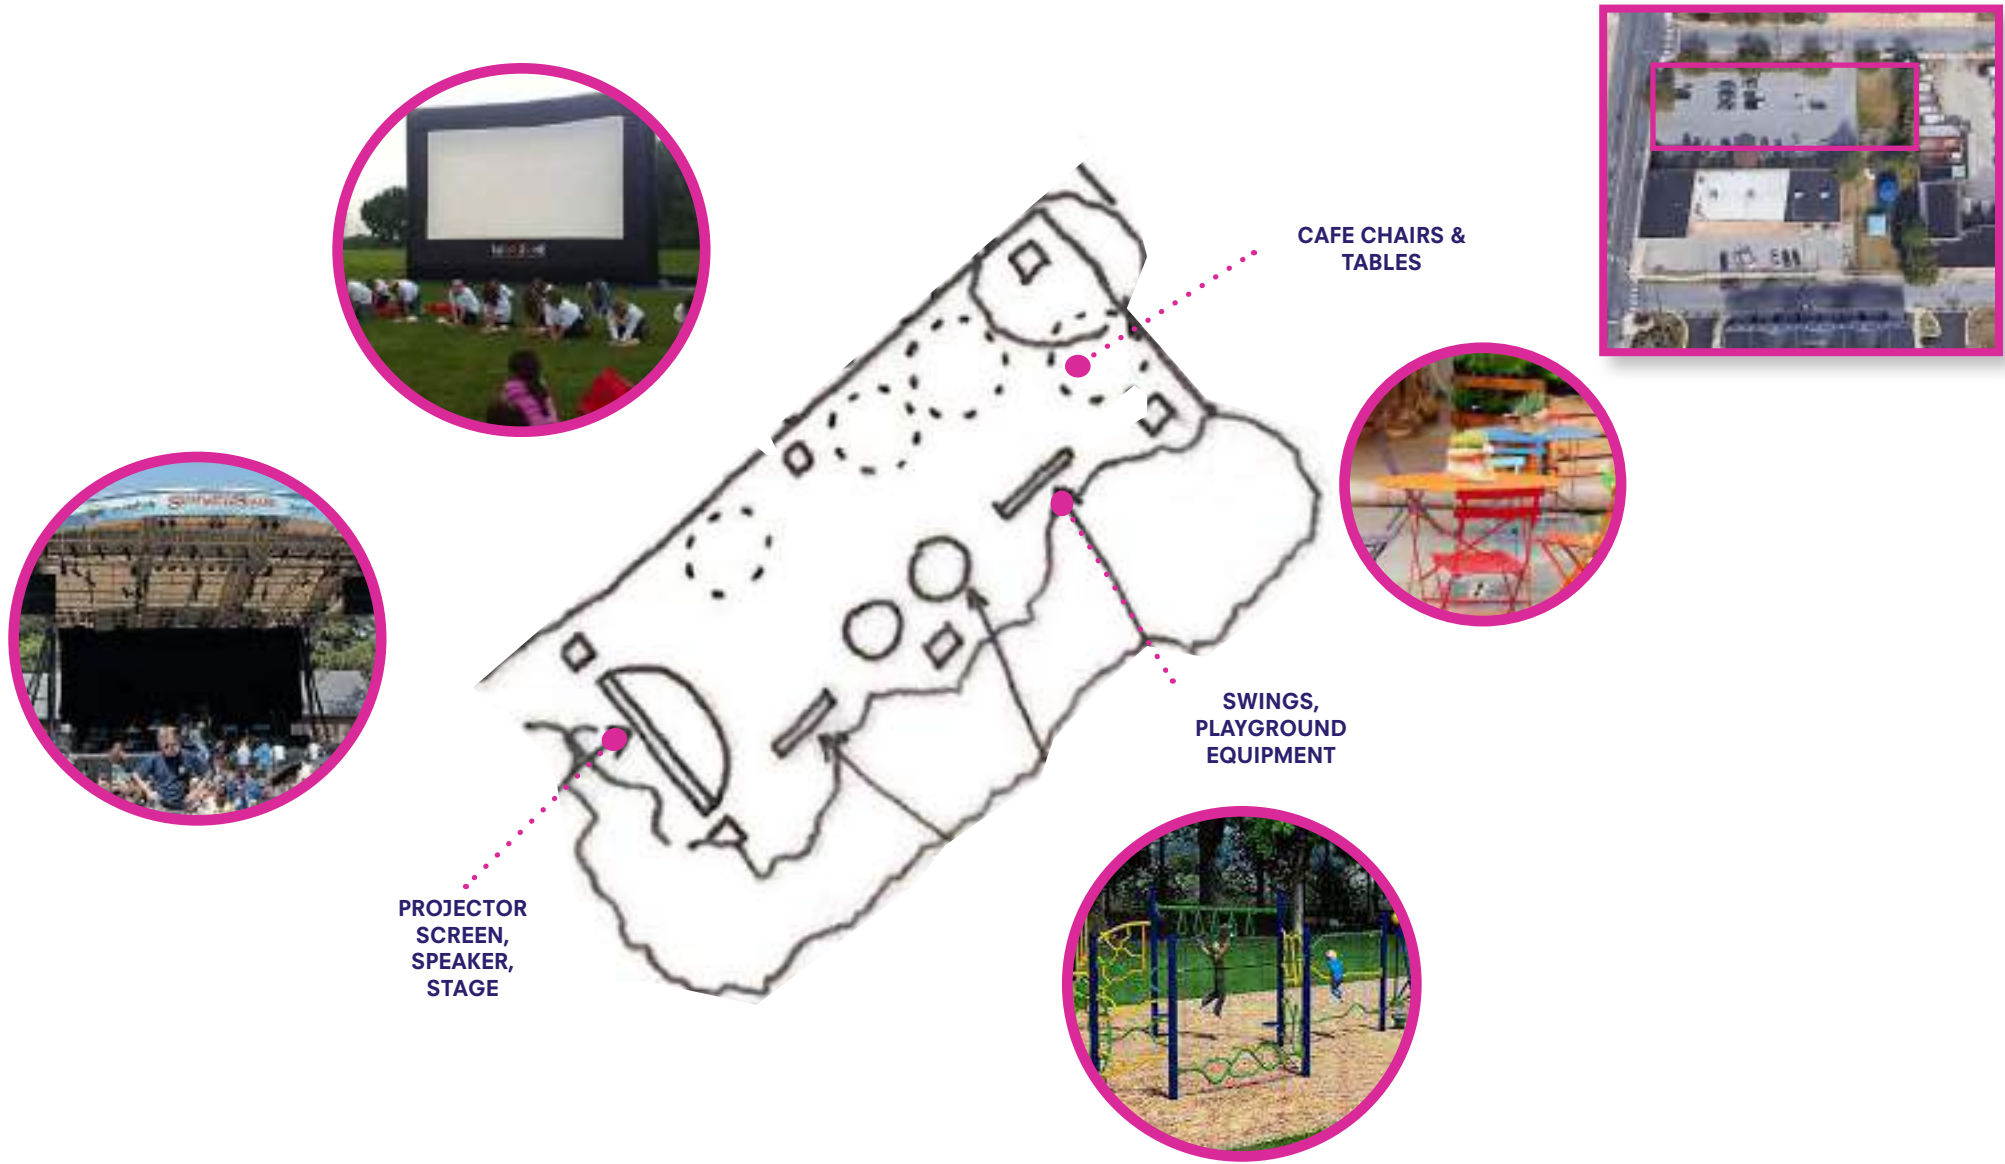 CAFE CHAIRS &
TABLES
SWINGS,
PLAYGROUND
EQUIPMENT
PROJECTOR
SCREEN,
SPEAKER,
STAGE